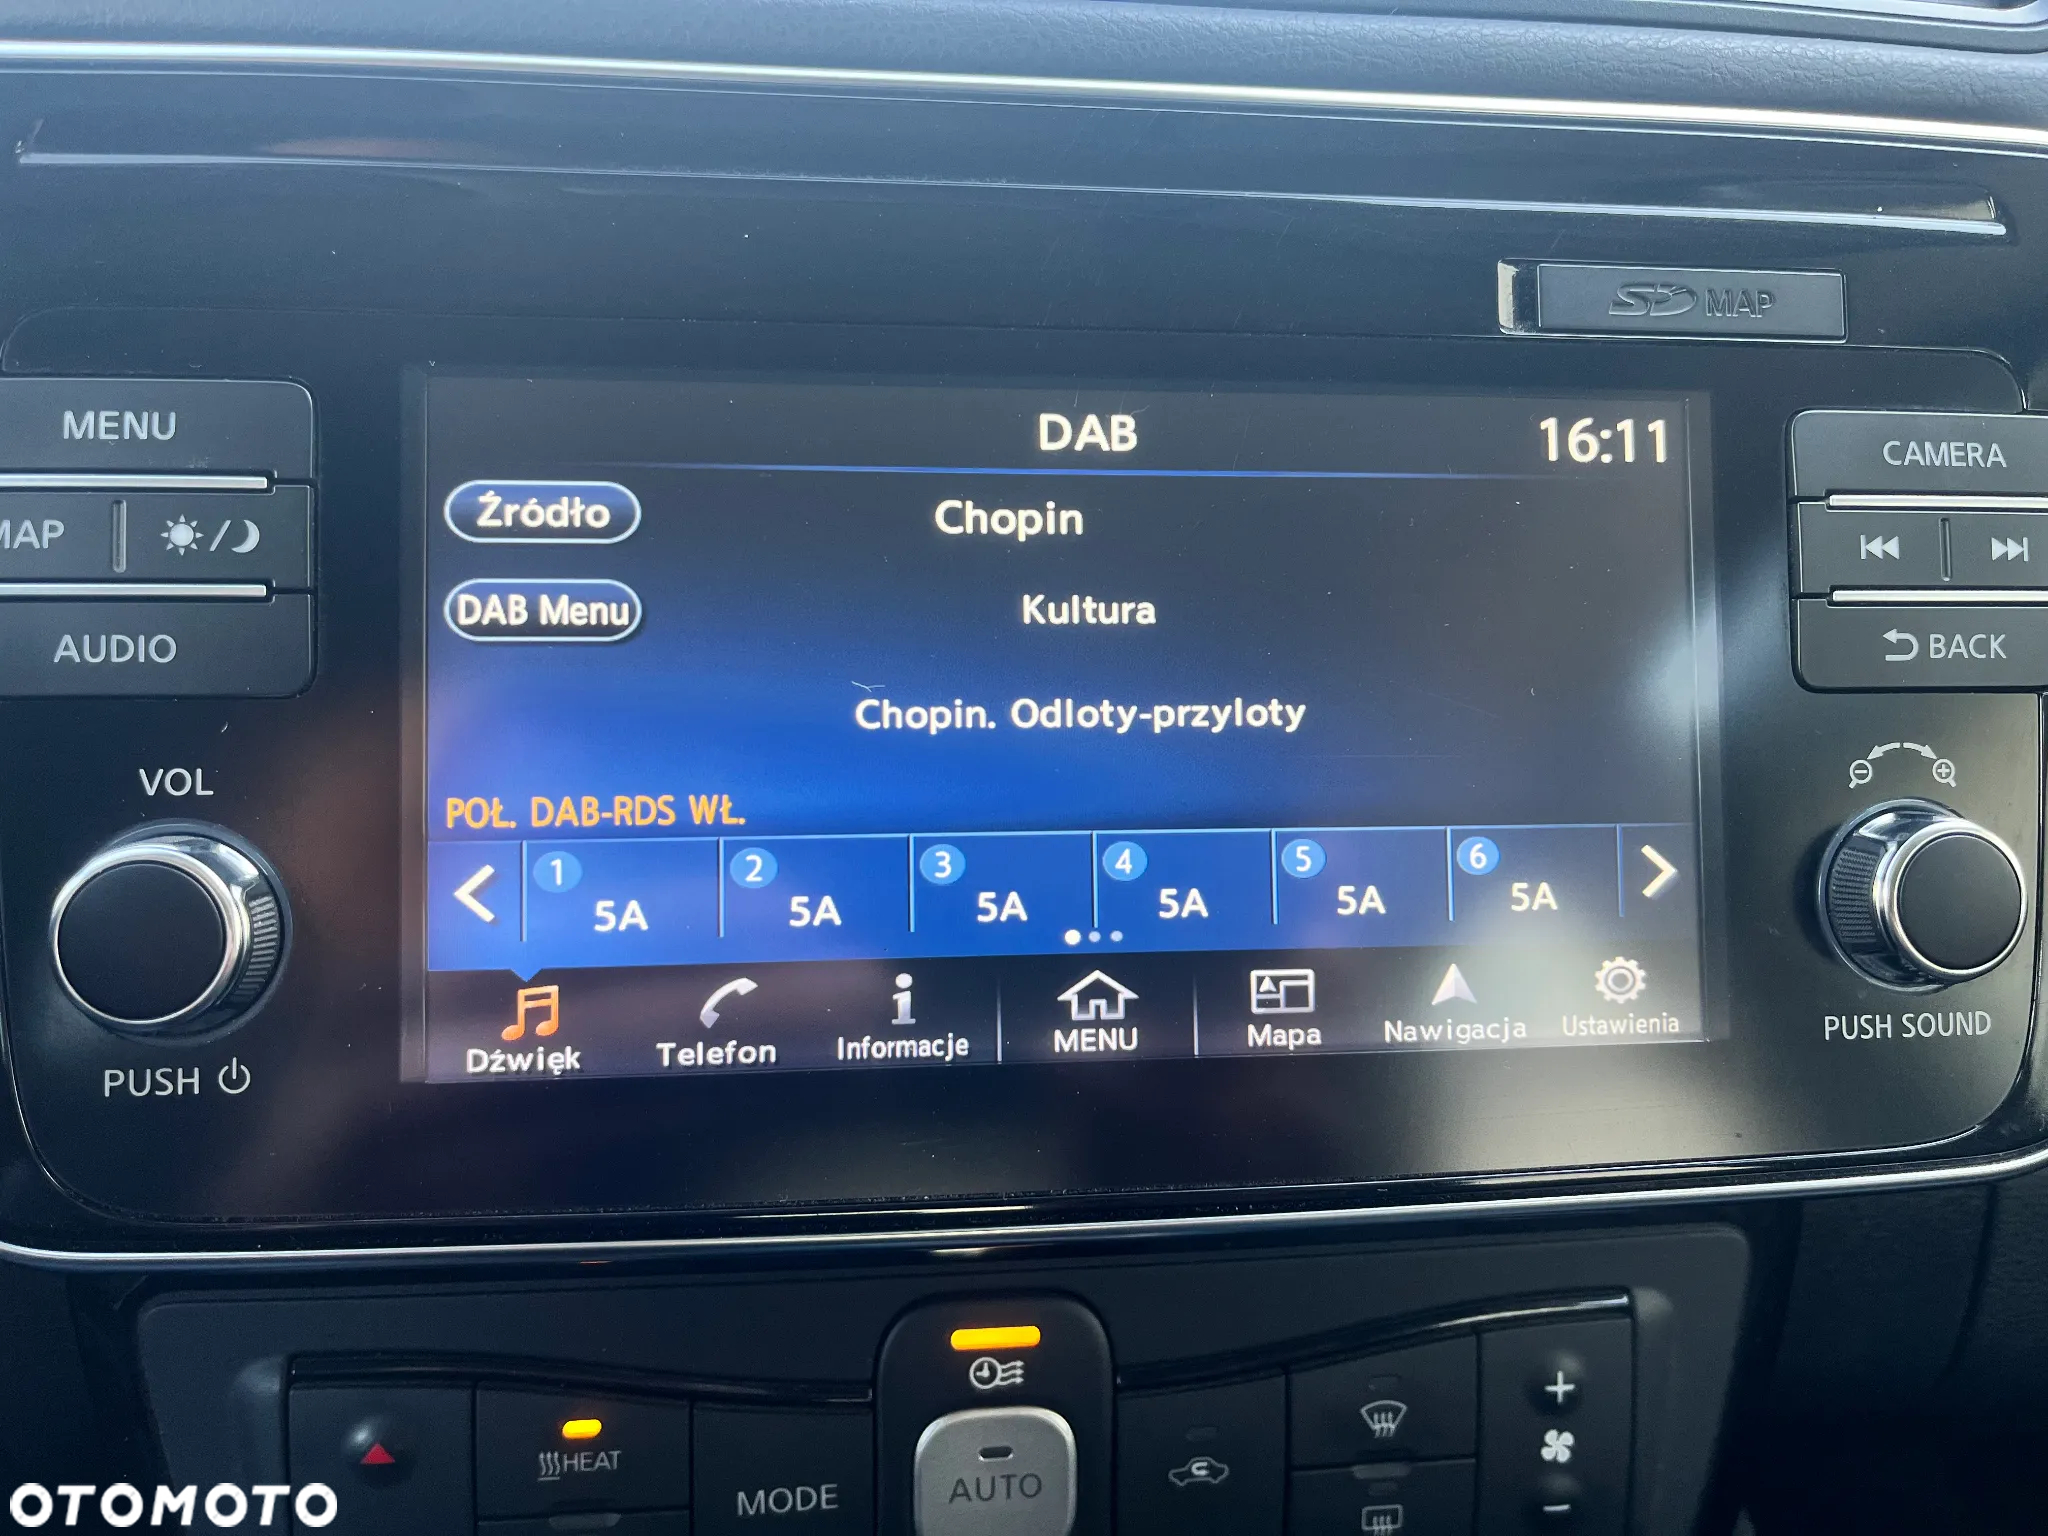 SD MAP
MENU
MAP
AUDIO
VOL
PUSH
DAB
16:11
Źródło
Chopin
DAB Menu
Kultura
Chopin. Odloty-przyloty
POŁ. DAB-RDS WŁ.
1 5A 2 5A 3 5A 4 5A 5 5A 6 5A
Dźwięk Telefon Informacje MENU Mapa Nawigacja Ustawienia
CAMERA
BACK
PUSH SOUND
HEAT
MODE
AUTO
+
−
OTOMOTO